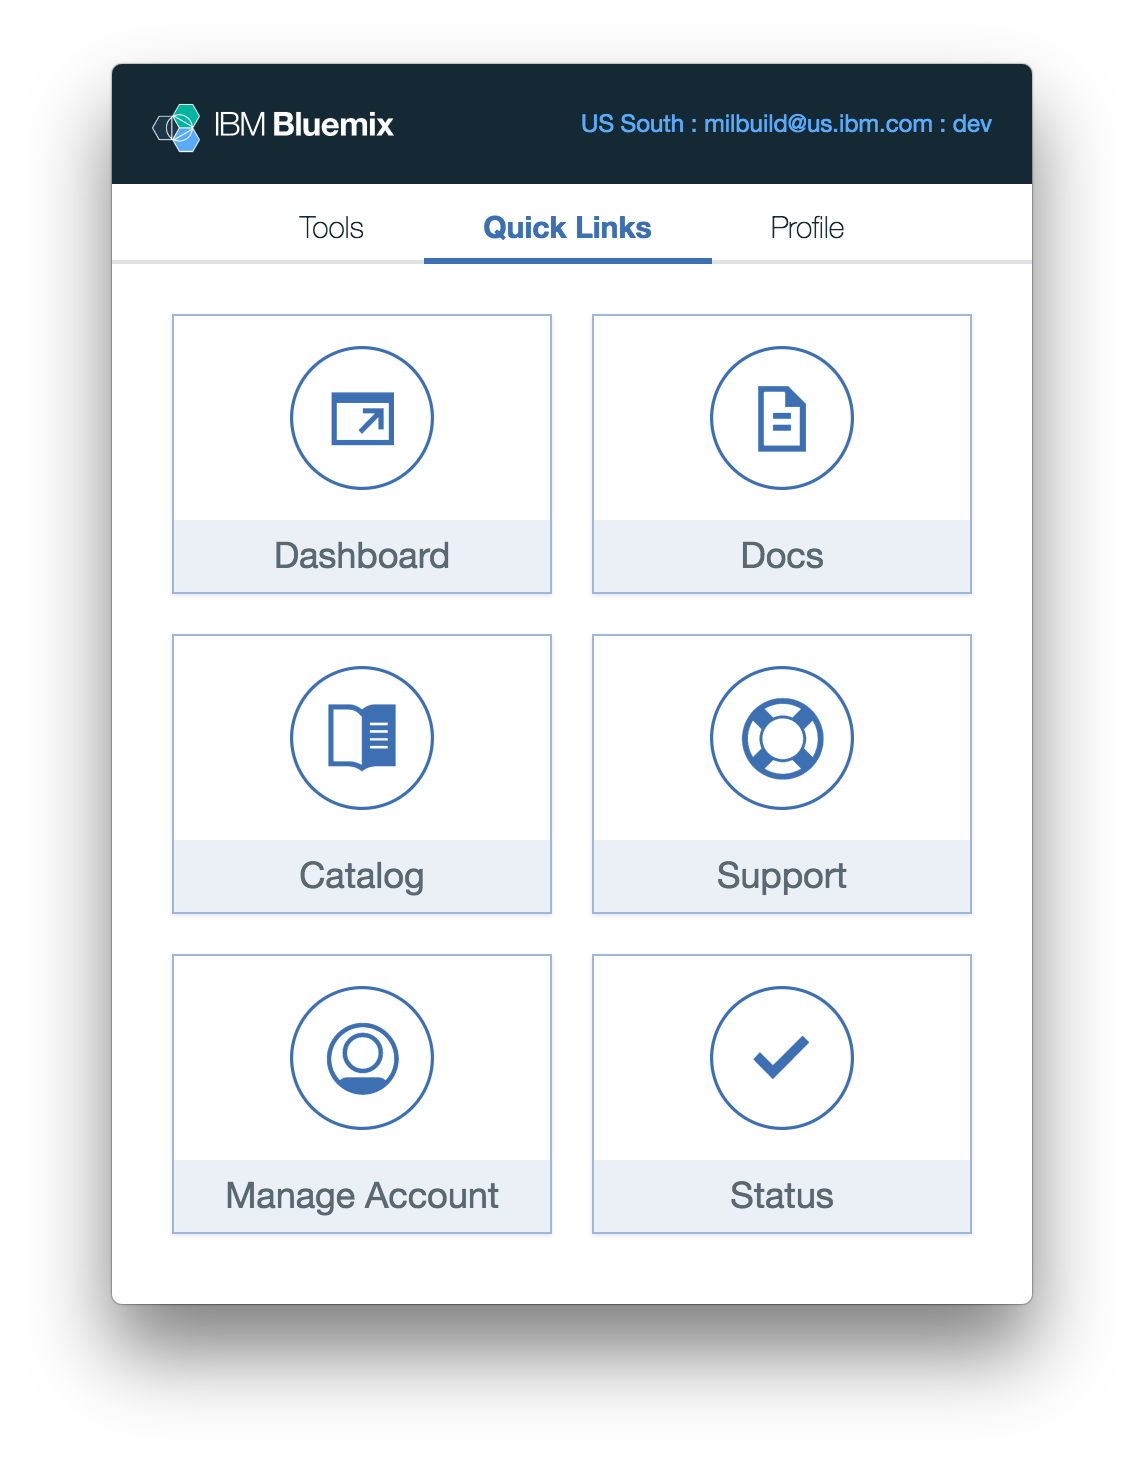 IBM Bluemix
US South : milbuild@us.ibm.com : dev
Tools
Quick Links
Profile
Dashboard
Docs
Catalog
Support
Manage Account
Status